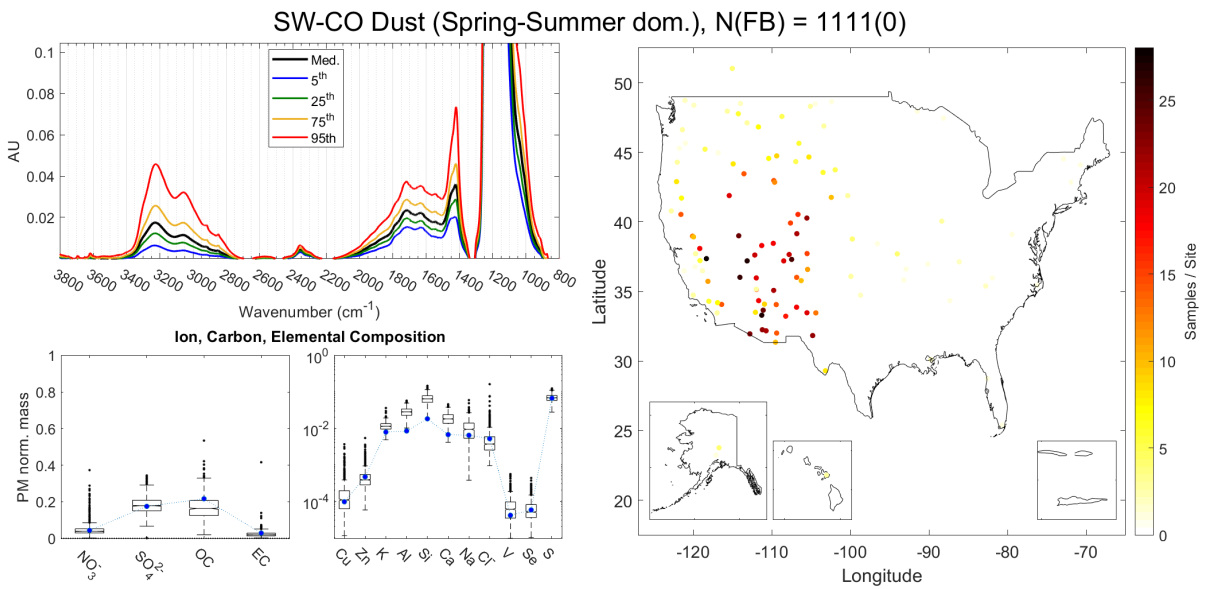 SW-CO Dust (Spring-Summer dom.), N(FB) = 1111(0)
AU
0.1
0.08
0.06
0.04
0.02
Med.
5th
25th
75th
95th
3800 3600 3400 3200 3000 2800 2600 2400 2200 2000 1800 1600 1400 1200 1000 800
Wavenumber (cm-1)
Ion, Carbon, Elemental Composition
PM norm. mass
1
0.8
0.6
0.4
0.2
0
NO3- SO42- OC EC
10^0
10^-2
10^-4
Cu Zn K Al Si Ca Na Cl- V Se S
Latitude
50
45
40
35
30
25
20
-120 -110 -100 -90 -80 -70
Longitude
25
20
15
10
5
0
Samples / Site